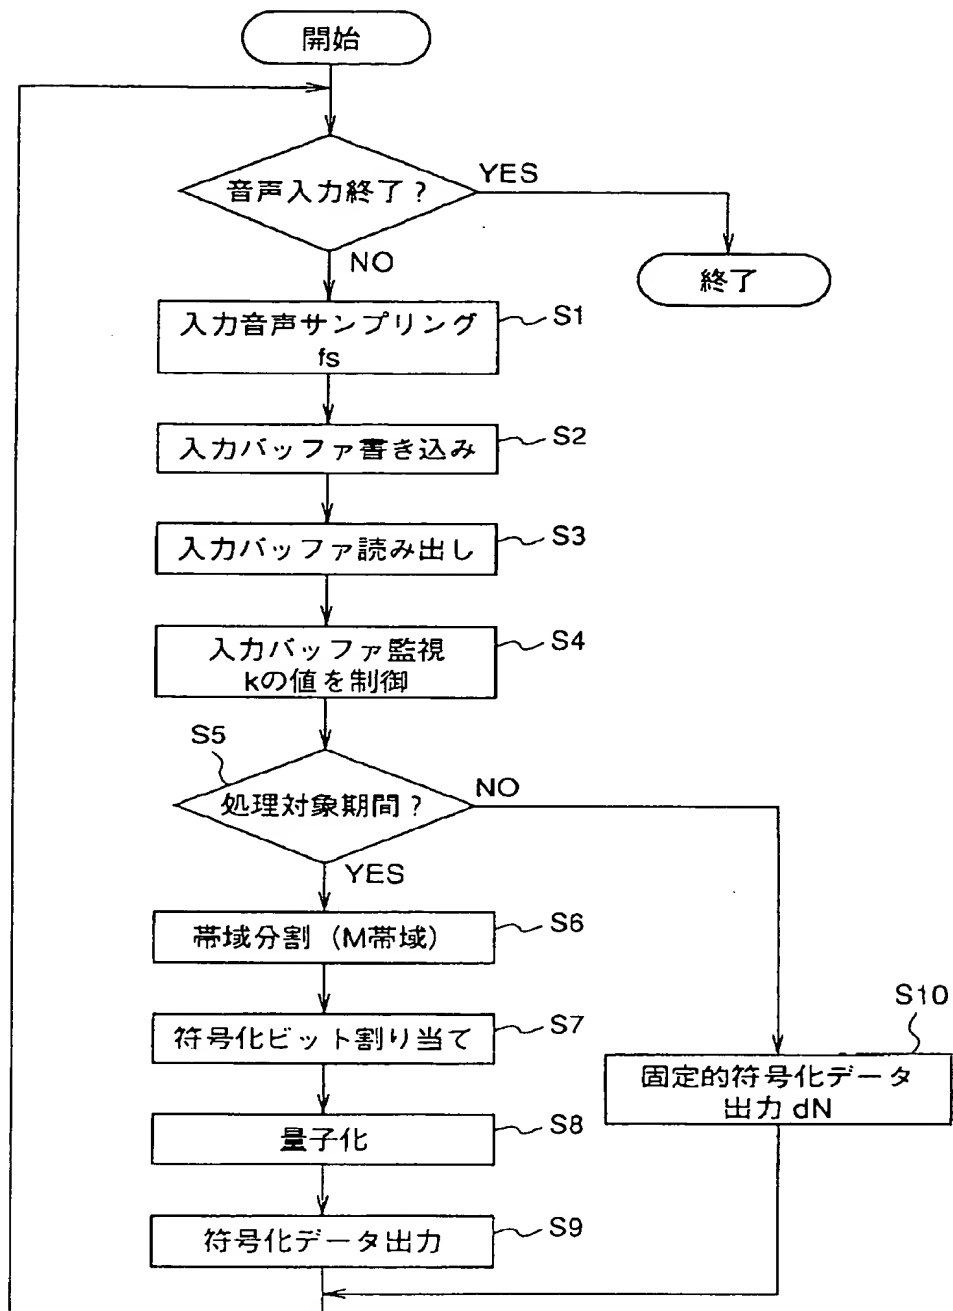 開始
音声入力終了？
YES
NO
終了
入力音声サンプリング
fs
S1
入力バッファ書き込み
S2
入力バッファ読み出し
S3
入力バッファ監視
kの値を制御
S4
S5
処理対象期間？
NO
YES
帯域分割（M帯域）
S6
符号化ビット割り当て
S7
S10
固定的符号化データ
出力 dN
量子化
S8
符号化データ出力
S9